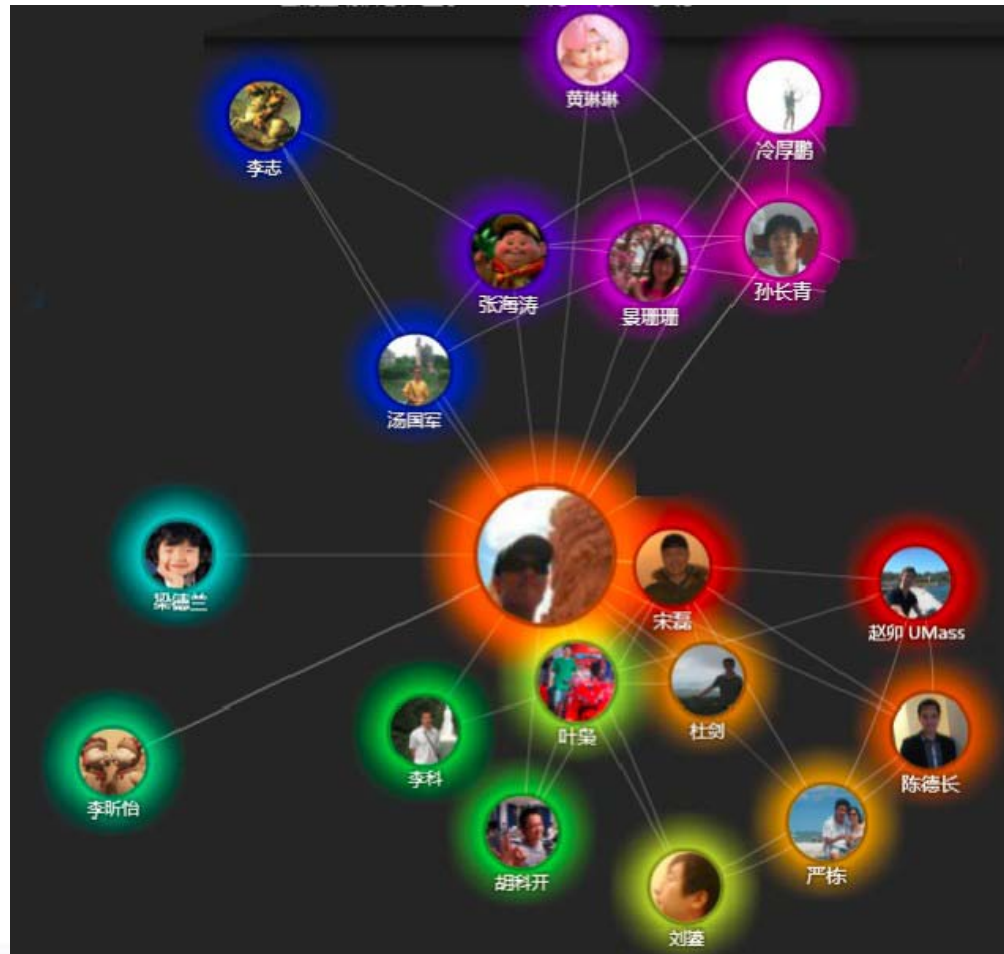 黄琳琳
冷厚鹏
李志
孙长青
张海涛
景珊珊
汤国军
梁德兰
宋磊
赵卯 UMass
叶枭
杜剑
李科
陈德长
李昕怡
严栋
胡科开
刘鎏